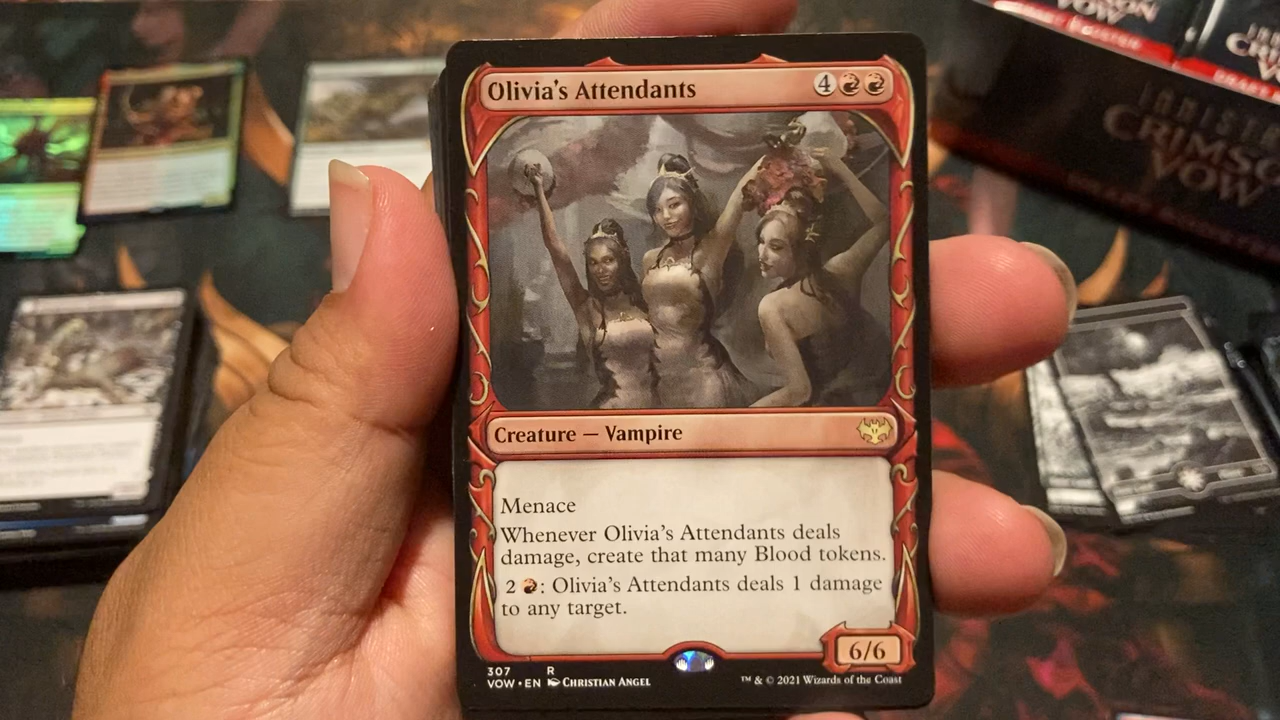 Olivia's Attendants 4
Creature — Vampire
Menace
Whenever Olivia's Attendants deals
damage, create that many Blood tokens.
2 : Olivia's Attendants deals 1 damage
to any target.
6/6
307 R
VOW • EN CHRISTIAN ANGEL
™ & © 2021 Wizards of the Coast
VOW
CRIMSON
VOW